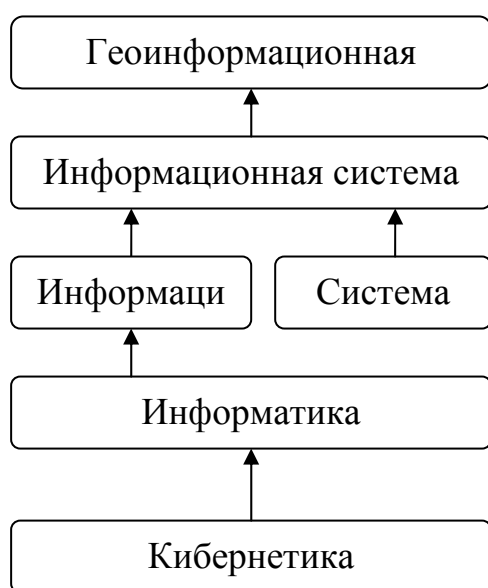 Геоинформационная
Информационная система
Информаци
Система
Информатика
Кибернетика